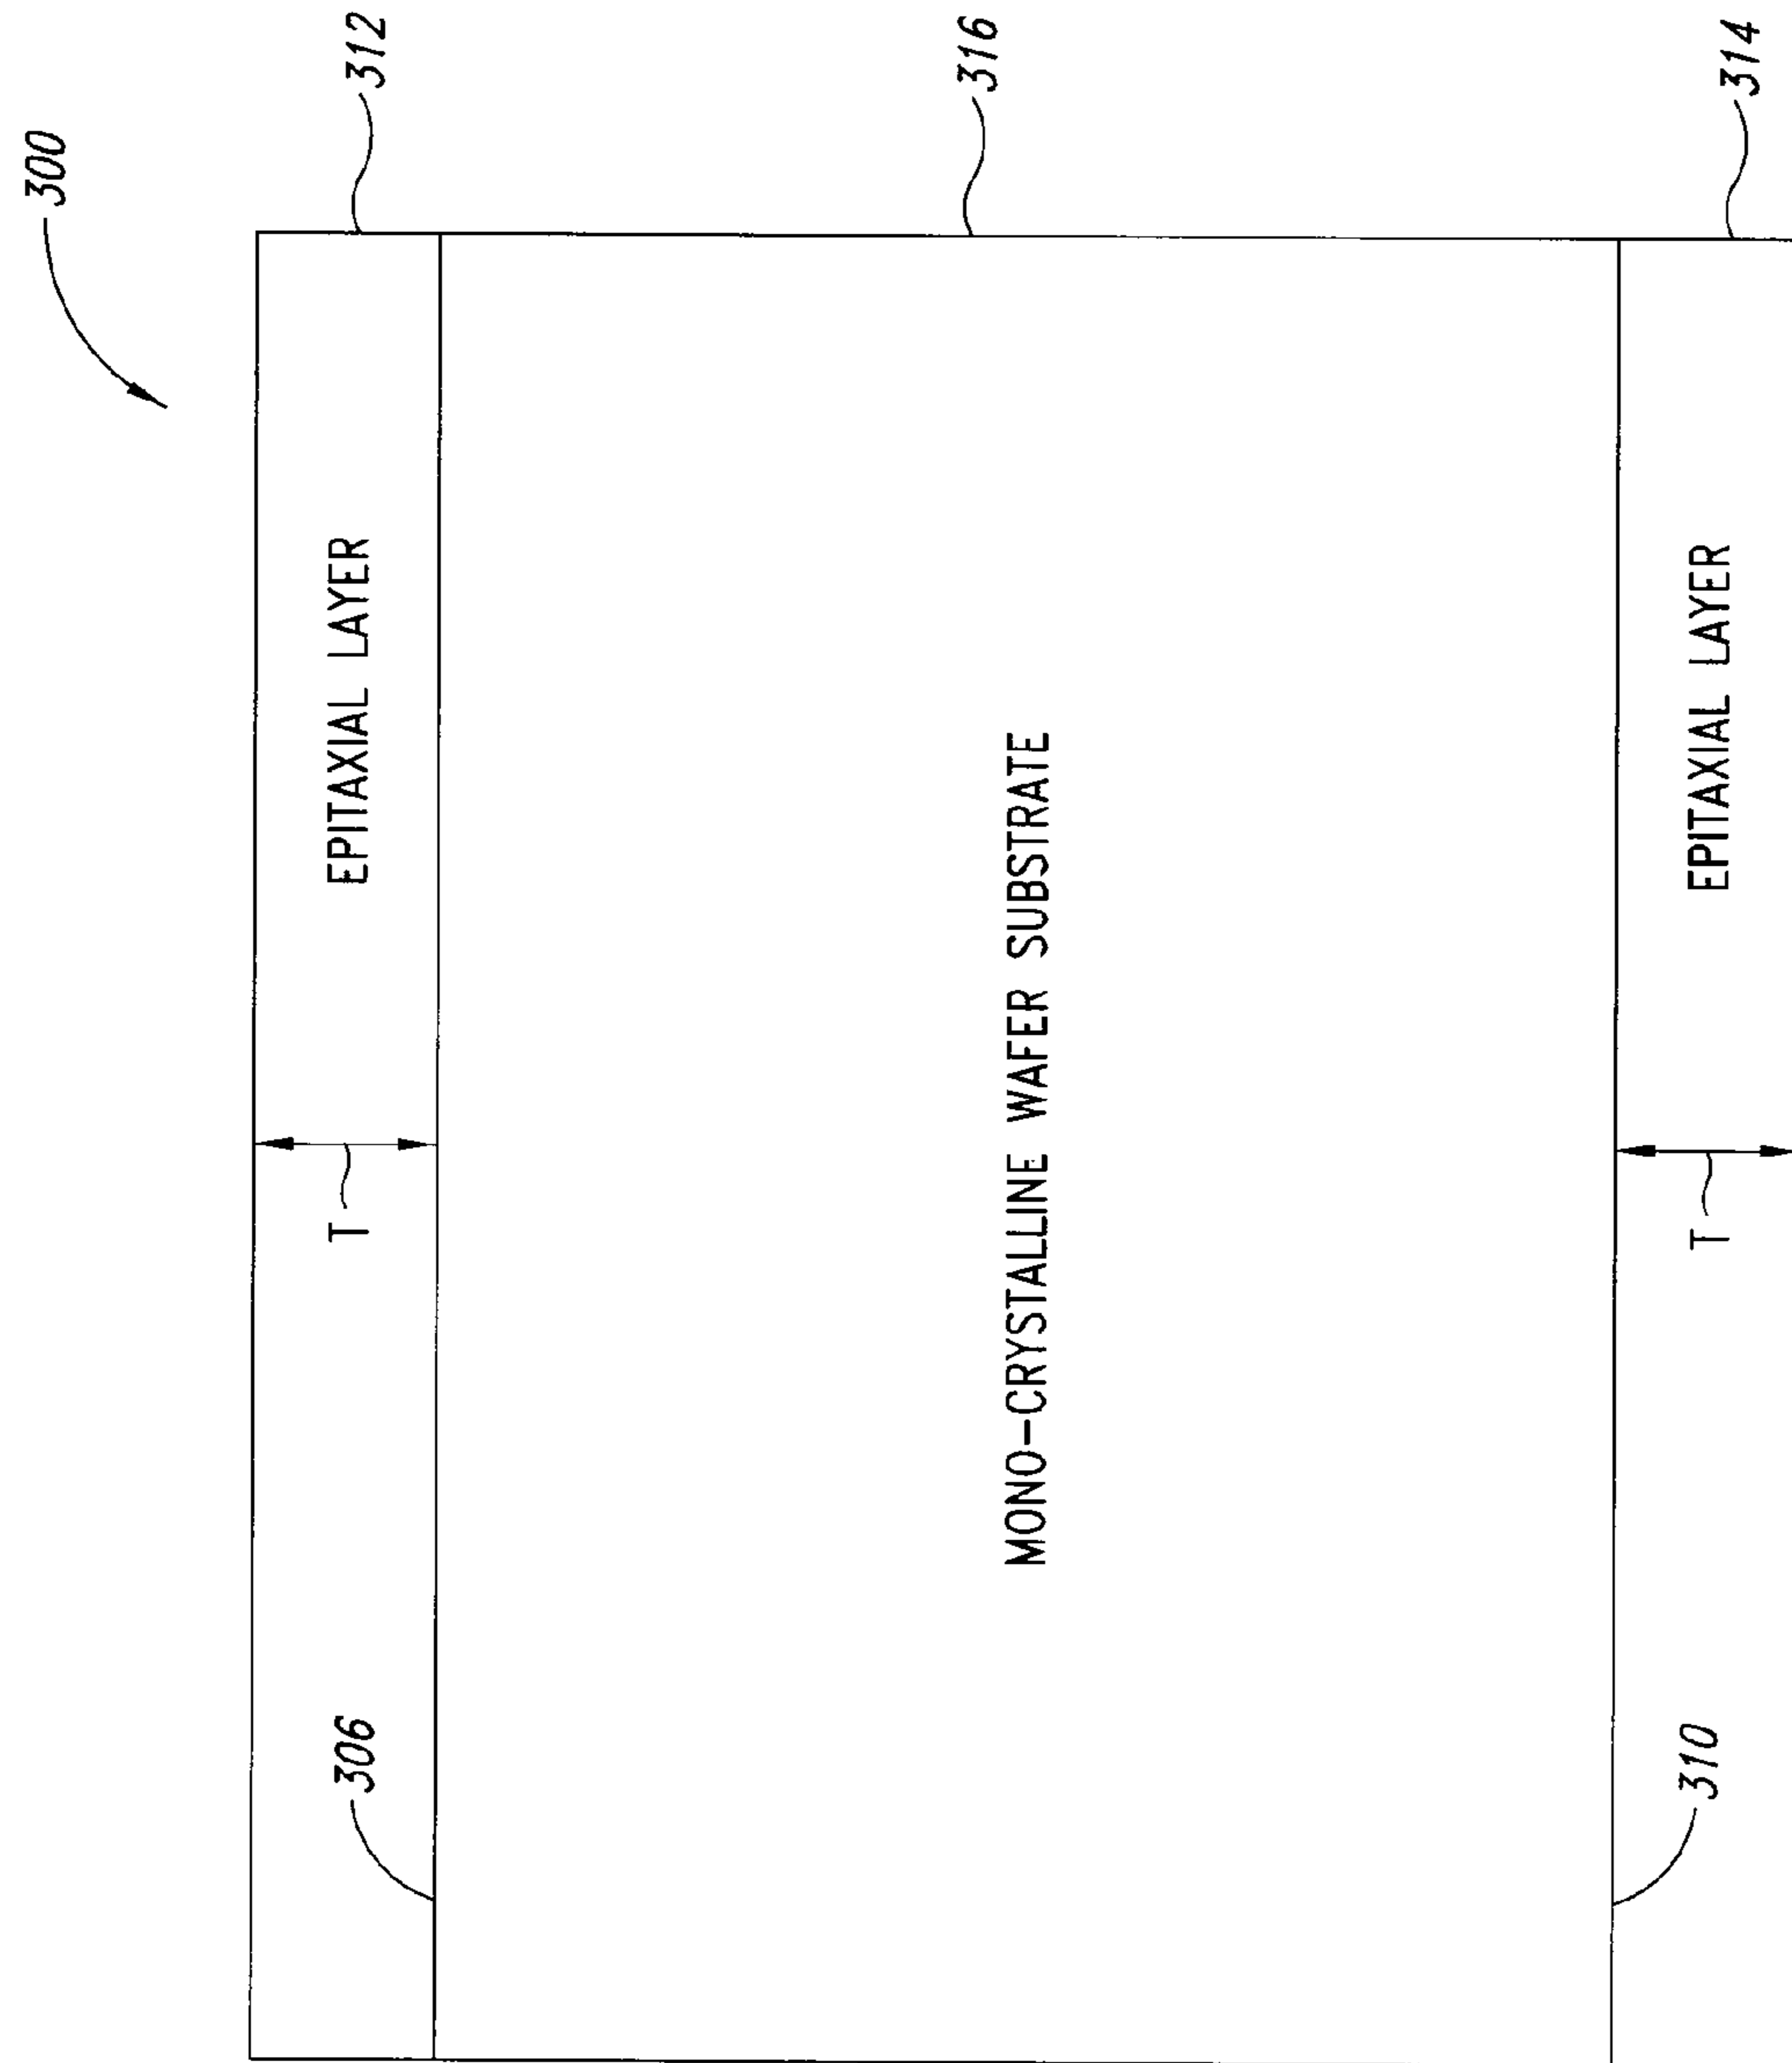 300
312
EPITAXIAL LAYER
T
306
316
MONO-CRYSTALLINE WAFER SUBSTRATE
314
EPITAXIAL LAYER
T
310